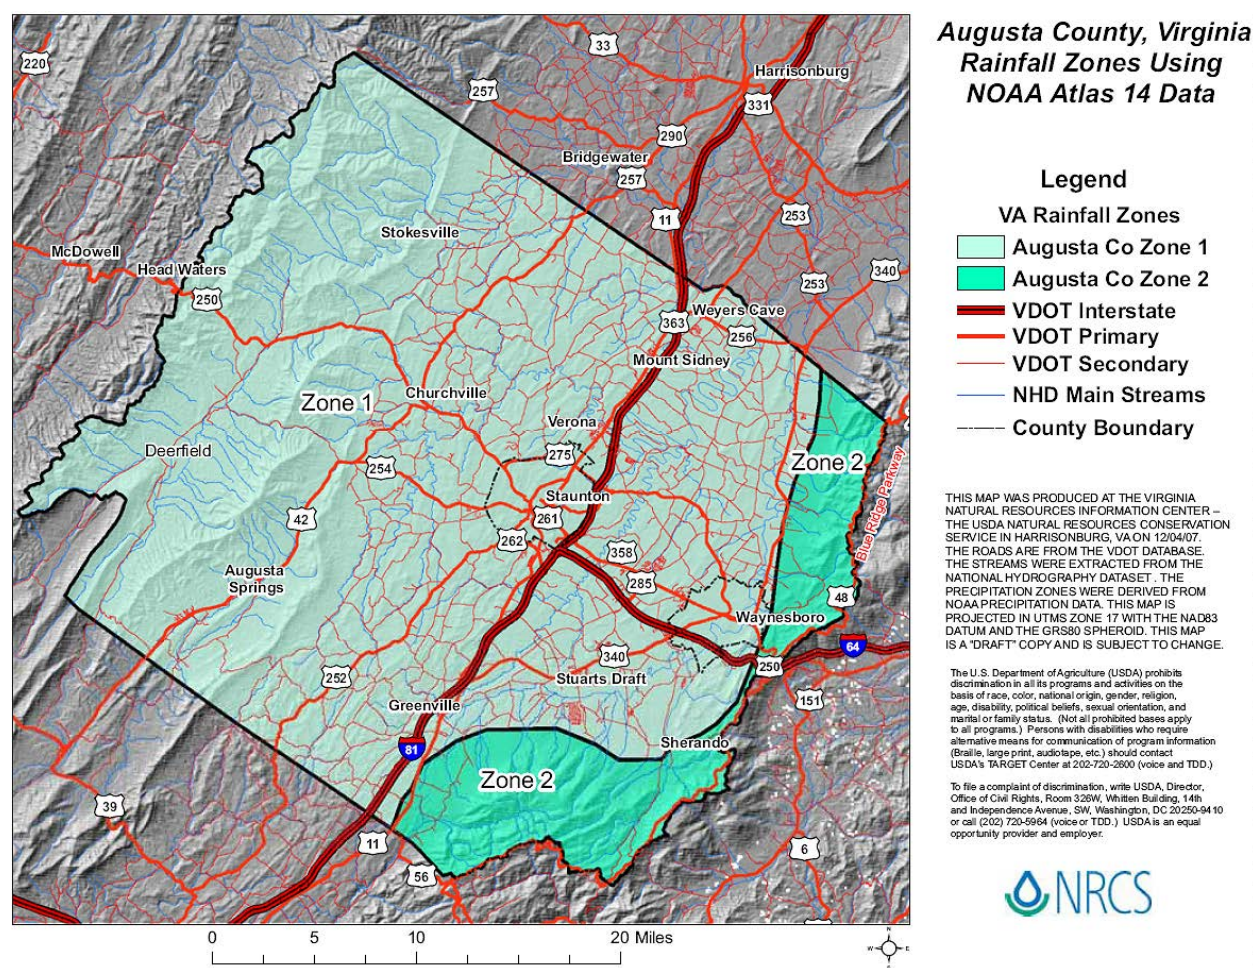 Augusta County, Virginia
Rainfall Zones Using
NOAA Atlas 14 Data
Legend
VA Rainfall Zones
Augusta Co Zone 1
Augusta Co Zone 2
VDOT Interstate
VDOT Primary
VDOT Secondary
NHD Main Streams
County Boundary
THIS MAP WAS PRODUCED AT THE VIRGINIA
NATURAL RESOURCES INFORMATION CENTER –
THE USDA NATURAL RESOURCES CONSERVATION
SERVICE IN HARRISONBURG, VA ON 12/04/07.
THE ROADS ARE FROM THE VDOT DATABASE.
THE STREAMS WERE EXTRACTED FROM THE
NATIONAL HYDROGRAPHY DATASET . THE
PRECIPITATION ZONES WERE DERIVED FROM
NOAA PRECIPITATION DATA. THIS MAP IS
PROJECTED IN UTMS ZONE 17 WITH THE NAD83
DATUM AND THE GRS80 SPHEROID. THIS MAP
IS A "DRAFT" COPY AND IS SUBJECT TO CHANGE.
The U.S. Department of Agriculture (USDA) prohibits
discrimination in all its programs and activities on the
basis of race, color, national origin, gender, religion,
age, disability, political beliefs, sexual orientation, and
marital or family status. (Not all prohibited bases apply
to all programs.) Persons with disabilities who require
alternative means for communication of program information
(Braille, large print, audiotape, etc.) should contact
USDA's TARGET Center at 202-720-2600 (voice and TDD.)
To file a complaint of discrimination, write USDA, Director,
Office of Civil Rights, Room 326W, Whitten Building, 14th
and Independence Avenue, SW, Washington, DC 20250-9410
or call (202) 720-5964 (voice or TDD.) USDA is an equal
opportunity provider and employer.
NRCS
33
220
Harrisonburg
257
331
290
Bridgewater
257
11
253
Stokesville
McDowell
Head Waters
250
253
340
Weyers Cave
363
256
Mount Sidney
Churchville
Zone 1
Verona
Deerfield
275
254
Zone 2
Staunton
Blue Ridge Parkway
42
261
262
358
Augusta
Springs
285
48
Waynesboro
64
340
250
252
Stuarts Draft
151
Greenville
81
Sherando
Zone 2
39
11
6
56
0 5 10 20 Miles
N
W E
S